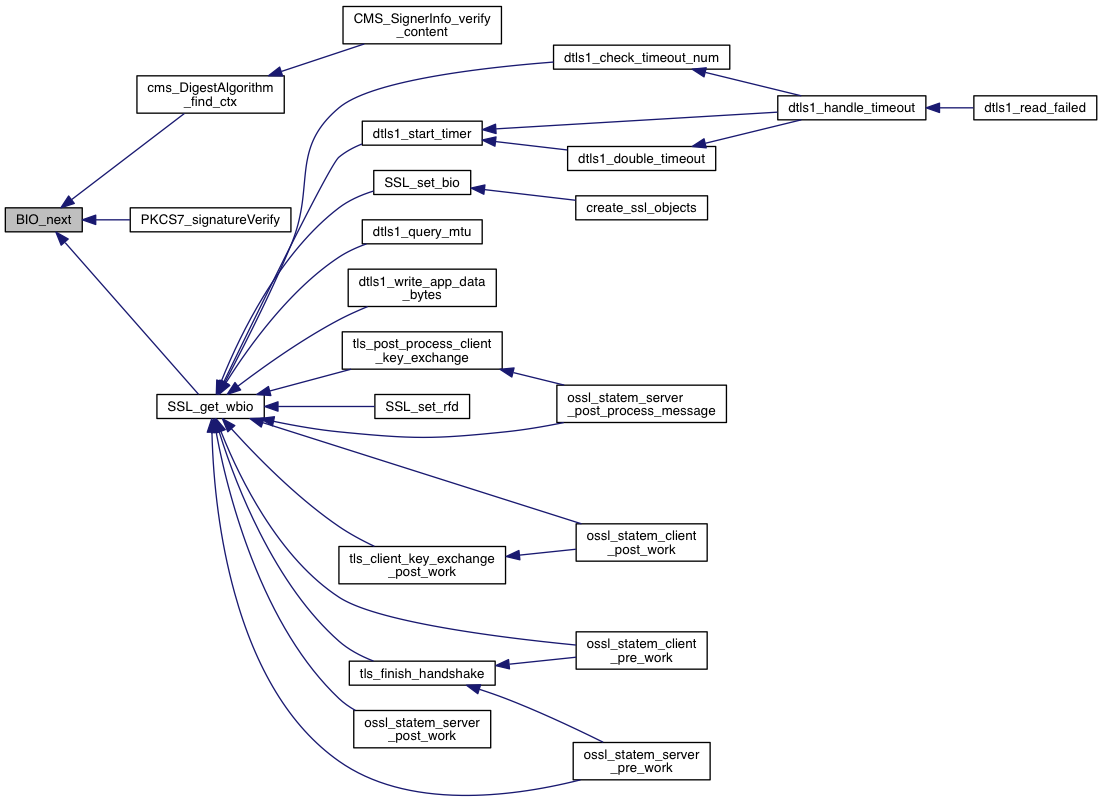 CMS_SignerInfo_verify
_content
cms_DigestAlgorithm
_find_ctx
BIO_next
PKCS7_signatureVerify
SSL_get_wbio
dtls1_check_timeout_num
dtls1_handle_timeout
dtls1_read_failed
dtls1_start_timer
dtls1_double_timeout
SSL_set_bio
create_ssl_objects
dtls1_query_mtu
dtls1_write_app_data
_bytes
tls_post_process_client
_key_exchange
ossl_statem_server
_post_process_message
SSL_set_rfd
ossl_statem_client
_post_work
tls_client_key_exchange
_post_work
ossl_statem_client
_pre_work
tls_finish_handshake
ossl_statem_server
_post_work
ossl_statem_server
_pre_work